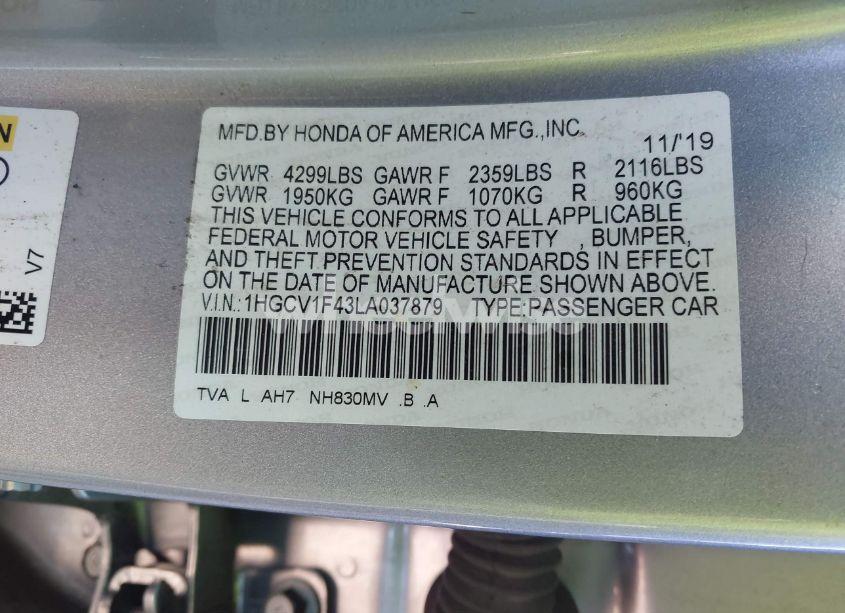 MFD.BY HONDA OF AMERICA MFG.,INC.
11/'19
GVWR 4299LBS GAWR F 2359LBS R 2116LBS
GVWR 1950KG GAWR F 1070KG R 960KG
THIS VEHICLE CONFORMS TO ALL APPLICABLE
FEDERAL MOTOR VEHICLE SAFETY , BUMPER,
AND THEFT PREVENTION STANDARDS IN EFFECT
ON THE DATE OF MANUFACTURE SHOWN ABOVE.
V.I.N.: 1HGCV1F43LA037879 TYPE:PASSENGER CAR
TVA L AH7 NH830MV .B .A
N
V7